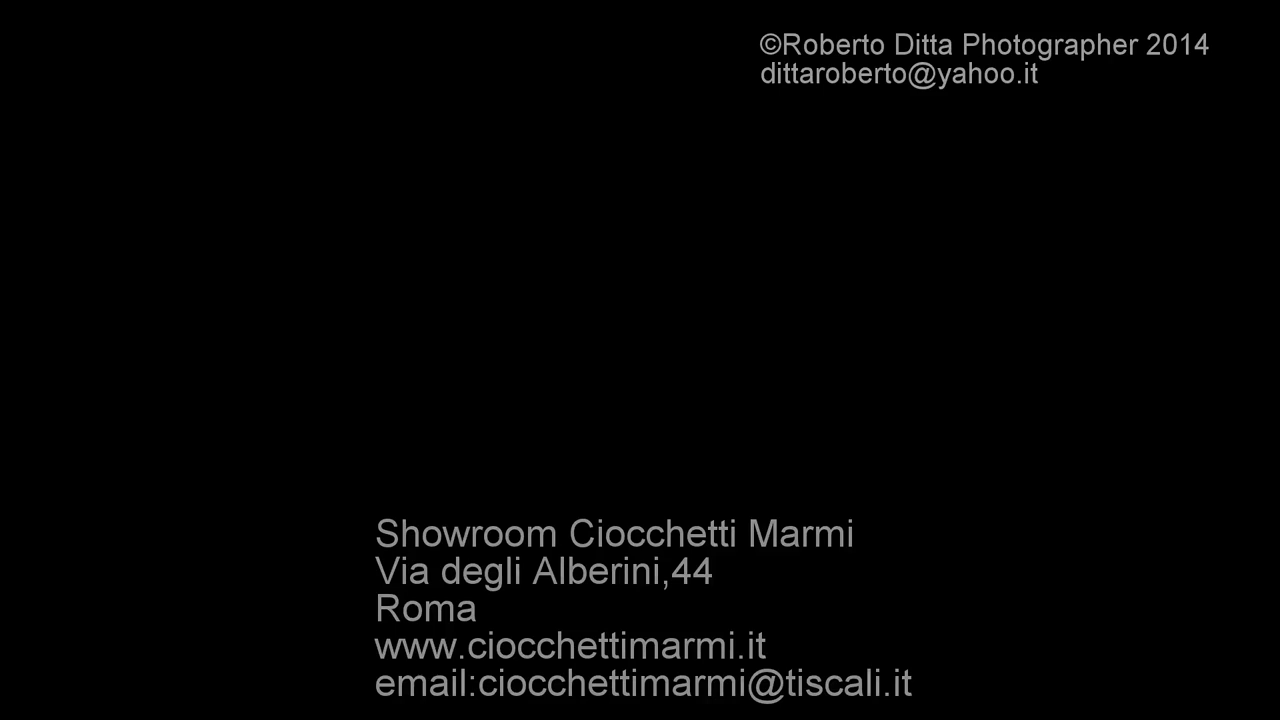 ©Roberto Ditta Photographer 2014
dittaroberto@yahoo.it
Showroom Ciocchetti Marmi
Via degli Alberini,44
Roma
www.ciocchettimarmi.it
email:ciocchettimarmi@tiscali.it